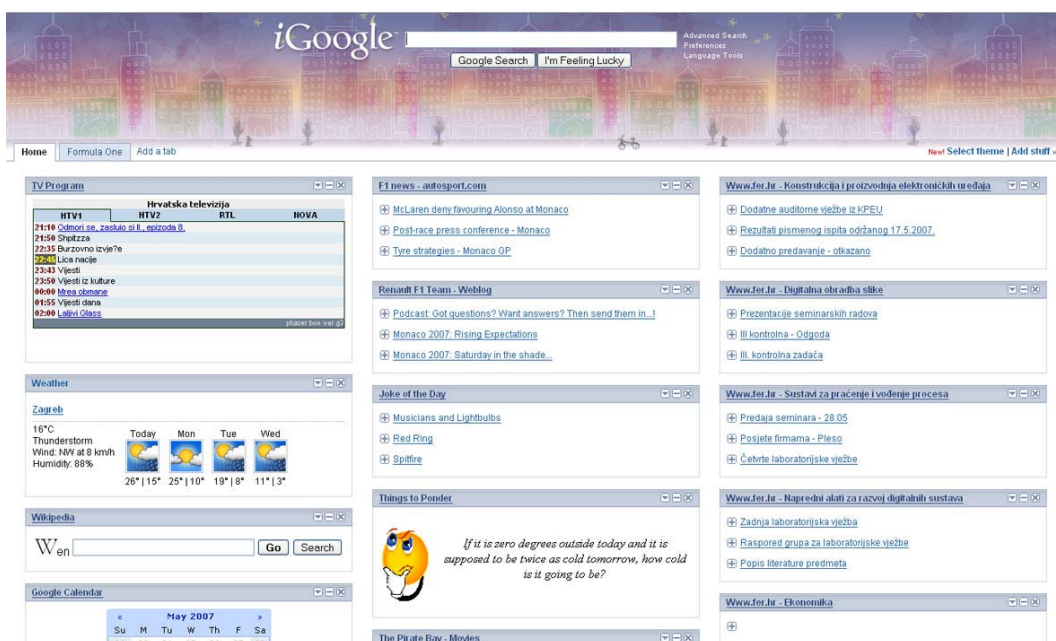 iGoogle
Advanced Search
Preferences
Language Tools
Google Search I'm Feeling Lucky
Home Formula One Add a tab
New! Select theme | Add stuff »
TV Program
Hrvatska televizija
HTV1 HTV2 RTL NOVA
21:10 Odmori se, zasluio si II., epizoda 8.
21:50 Shpitzza
22:35 Burzovno izvje?e
22:45 Lica nacije
23:43 Vijesti
23:50 Vijesti iz kulture
00:00 Mrea obmane
01:55 Vijesti dana
02:00 Laljivi Glass
phazer box ver g3
Weather
Zagreb
16°C
Thunderstorm
Wind: NW at 8 km/h
Humidity: 88%
Today Mon Tue Wed
26°|15° 25°|10° 19°|8° 11°|3°
Wikipedia
W en Go Search
Google Calendar
« May 2007 »
Su M Tu W Th F Sa
F1 news - autosport.com
McLaren deny favouring Alonso at Monaco
Post-race press conference - Monaco
Tyre strategies - Monaco GP
Renault F1 Team - Weblog
Podcast: Got questions? Want answers? Then send them in...!
Monaco 2007: Rising Expectations
Monaco 2007: Saturday in the shade...
Joke of the Day
Musicians and Lightbulbs
Red Ring
Spitfire
Things to Ponder
If it is zero degrees outside today and it is
supposed to be twice as cold tomorrow, how cold
is it going to be?
The Pirate Bay - Movies
Www.fer.hr - Konstrukcija i proizvodnja elektroničkih uređaja
Dodatne auditorne vježbe iz KPEU
Rezultati pismenog ispita održanog 17.5.2007.
Dodatno predavanje - otkazano
Www.fer.hr - Digitalna obradba slike
Prezentacije seminarskih radova
III kontrolna - Odgoda
III. kontrolna zadaća
Www.fer.hr - Sustavi za praćenje i vođenje procesa
Predaja seminara - 28.05
Posjete firmama - Pleso
Četvrte laboratorijske vježbe
Www.fer.hr - Napredni alati za razvoj digitalnih sustava
Zadnja laboratorijska vježba
Raspored grupa za laboratorijske vježbe
Popis literature predmeta
Www.fer.hr - Ekonomika